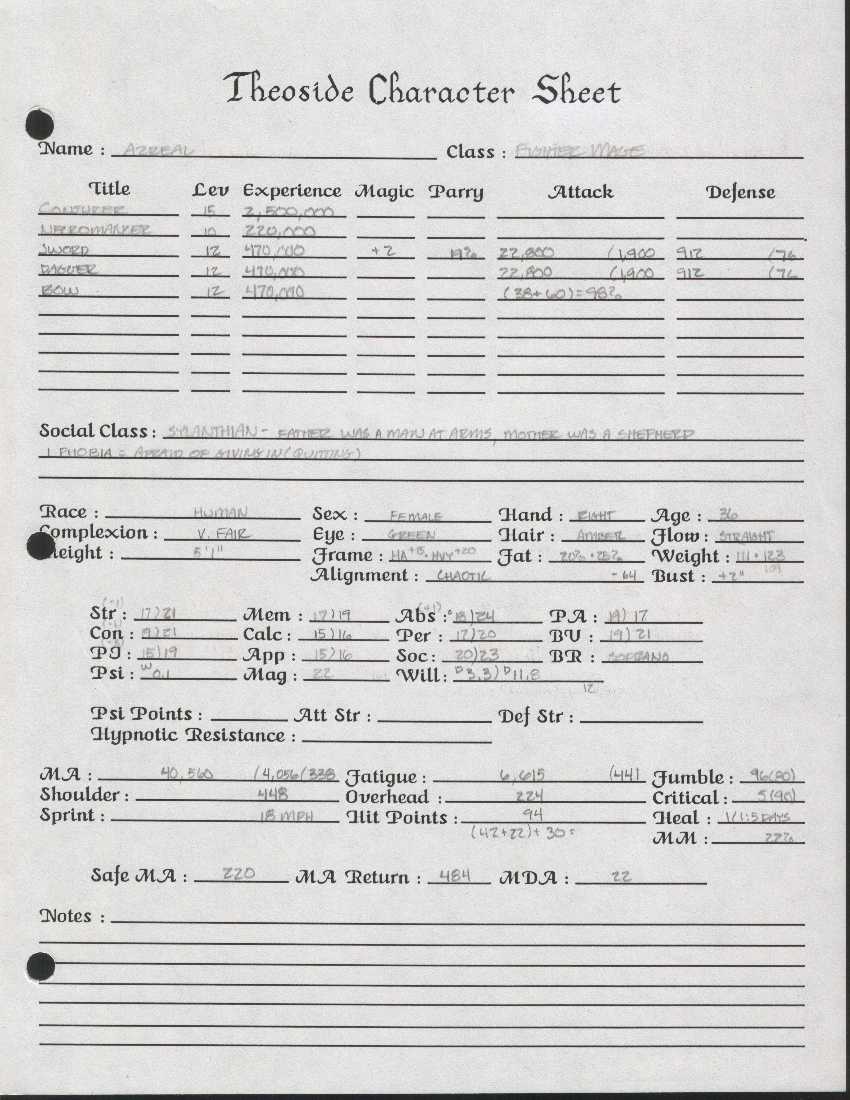 Theoside Character Sheet
Name : AZREAL Class : FIGHTER MAGE
Title Lev Experience Magic Parry Attack Defense
CONJURER 15 2,500,000
NECROMANCER 10 220,000
SWORD 12 470,000 +2 19% 22,800 (1,900 912 (76
DAGGER 12 470,000 22,800 (1,900 912 (76
BOW 12 470,000 (38+60)=98%
Social Class : SYLANTHIAN - FATHER WAS A MAN AT ARMS, MOTHER WAS A SHEPHERD
1 PHOBIA = AFRAID OF GIVING IN (QUITTING)
Race : HUMAN Sex : FEMALE Hand : RIGHT Age : 36
Complexion : V. FAIR Eye : GREEN Hair : AMBER Flow : STRAIGHT
Height : 5'1" Frame : HVY +20 Fat : 20% Weight : 111 · 123
Alignment : CHAOTIC -64 Bust : +2"
Str : 17)21 Mem : 17)19 Abs : 18)24 PA : 19)17
Con : 19)21 Calc : 15)16 Per : 17)20 BV : 19)21
PJ : 15)19 App : 15)16 Soc : 20)23 BR : SOPRANO
Psi : W0.1 Mag : 22 Will : D3,3) D11,8
12
Psi Points : Att Str : Def Str :
Hypnotic Resistance :
MA : 40,560 (4,056(338 Fatigue : 6,615 (441 Fumble : 96(80)
Shoulder : 448 Overhead : 224 Critical : 5(90)
Sprint : 18 MPH Hit Points : 94 Heal : 1(1.5 DAYS
(42+22)+30= MM : 22%
Safe MA : 220 MA Return : 484 MDA : 22
Notes :